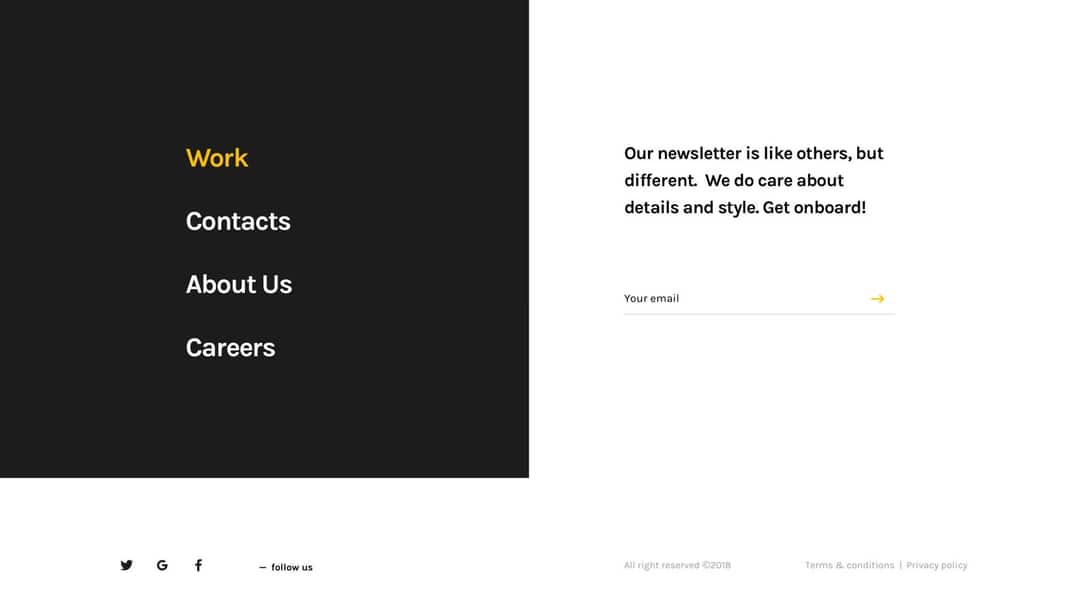 Work
Contacts
About Us
Careers
Our newsletter is like others, but
different.  We do care about
details and style. Get onboard!
Your email
— follow us
All right reserved ©2018
Terms & conditions | Privacy policy